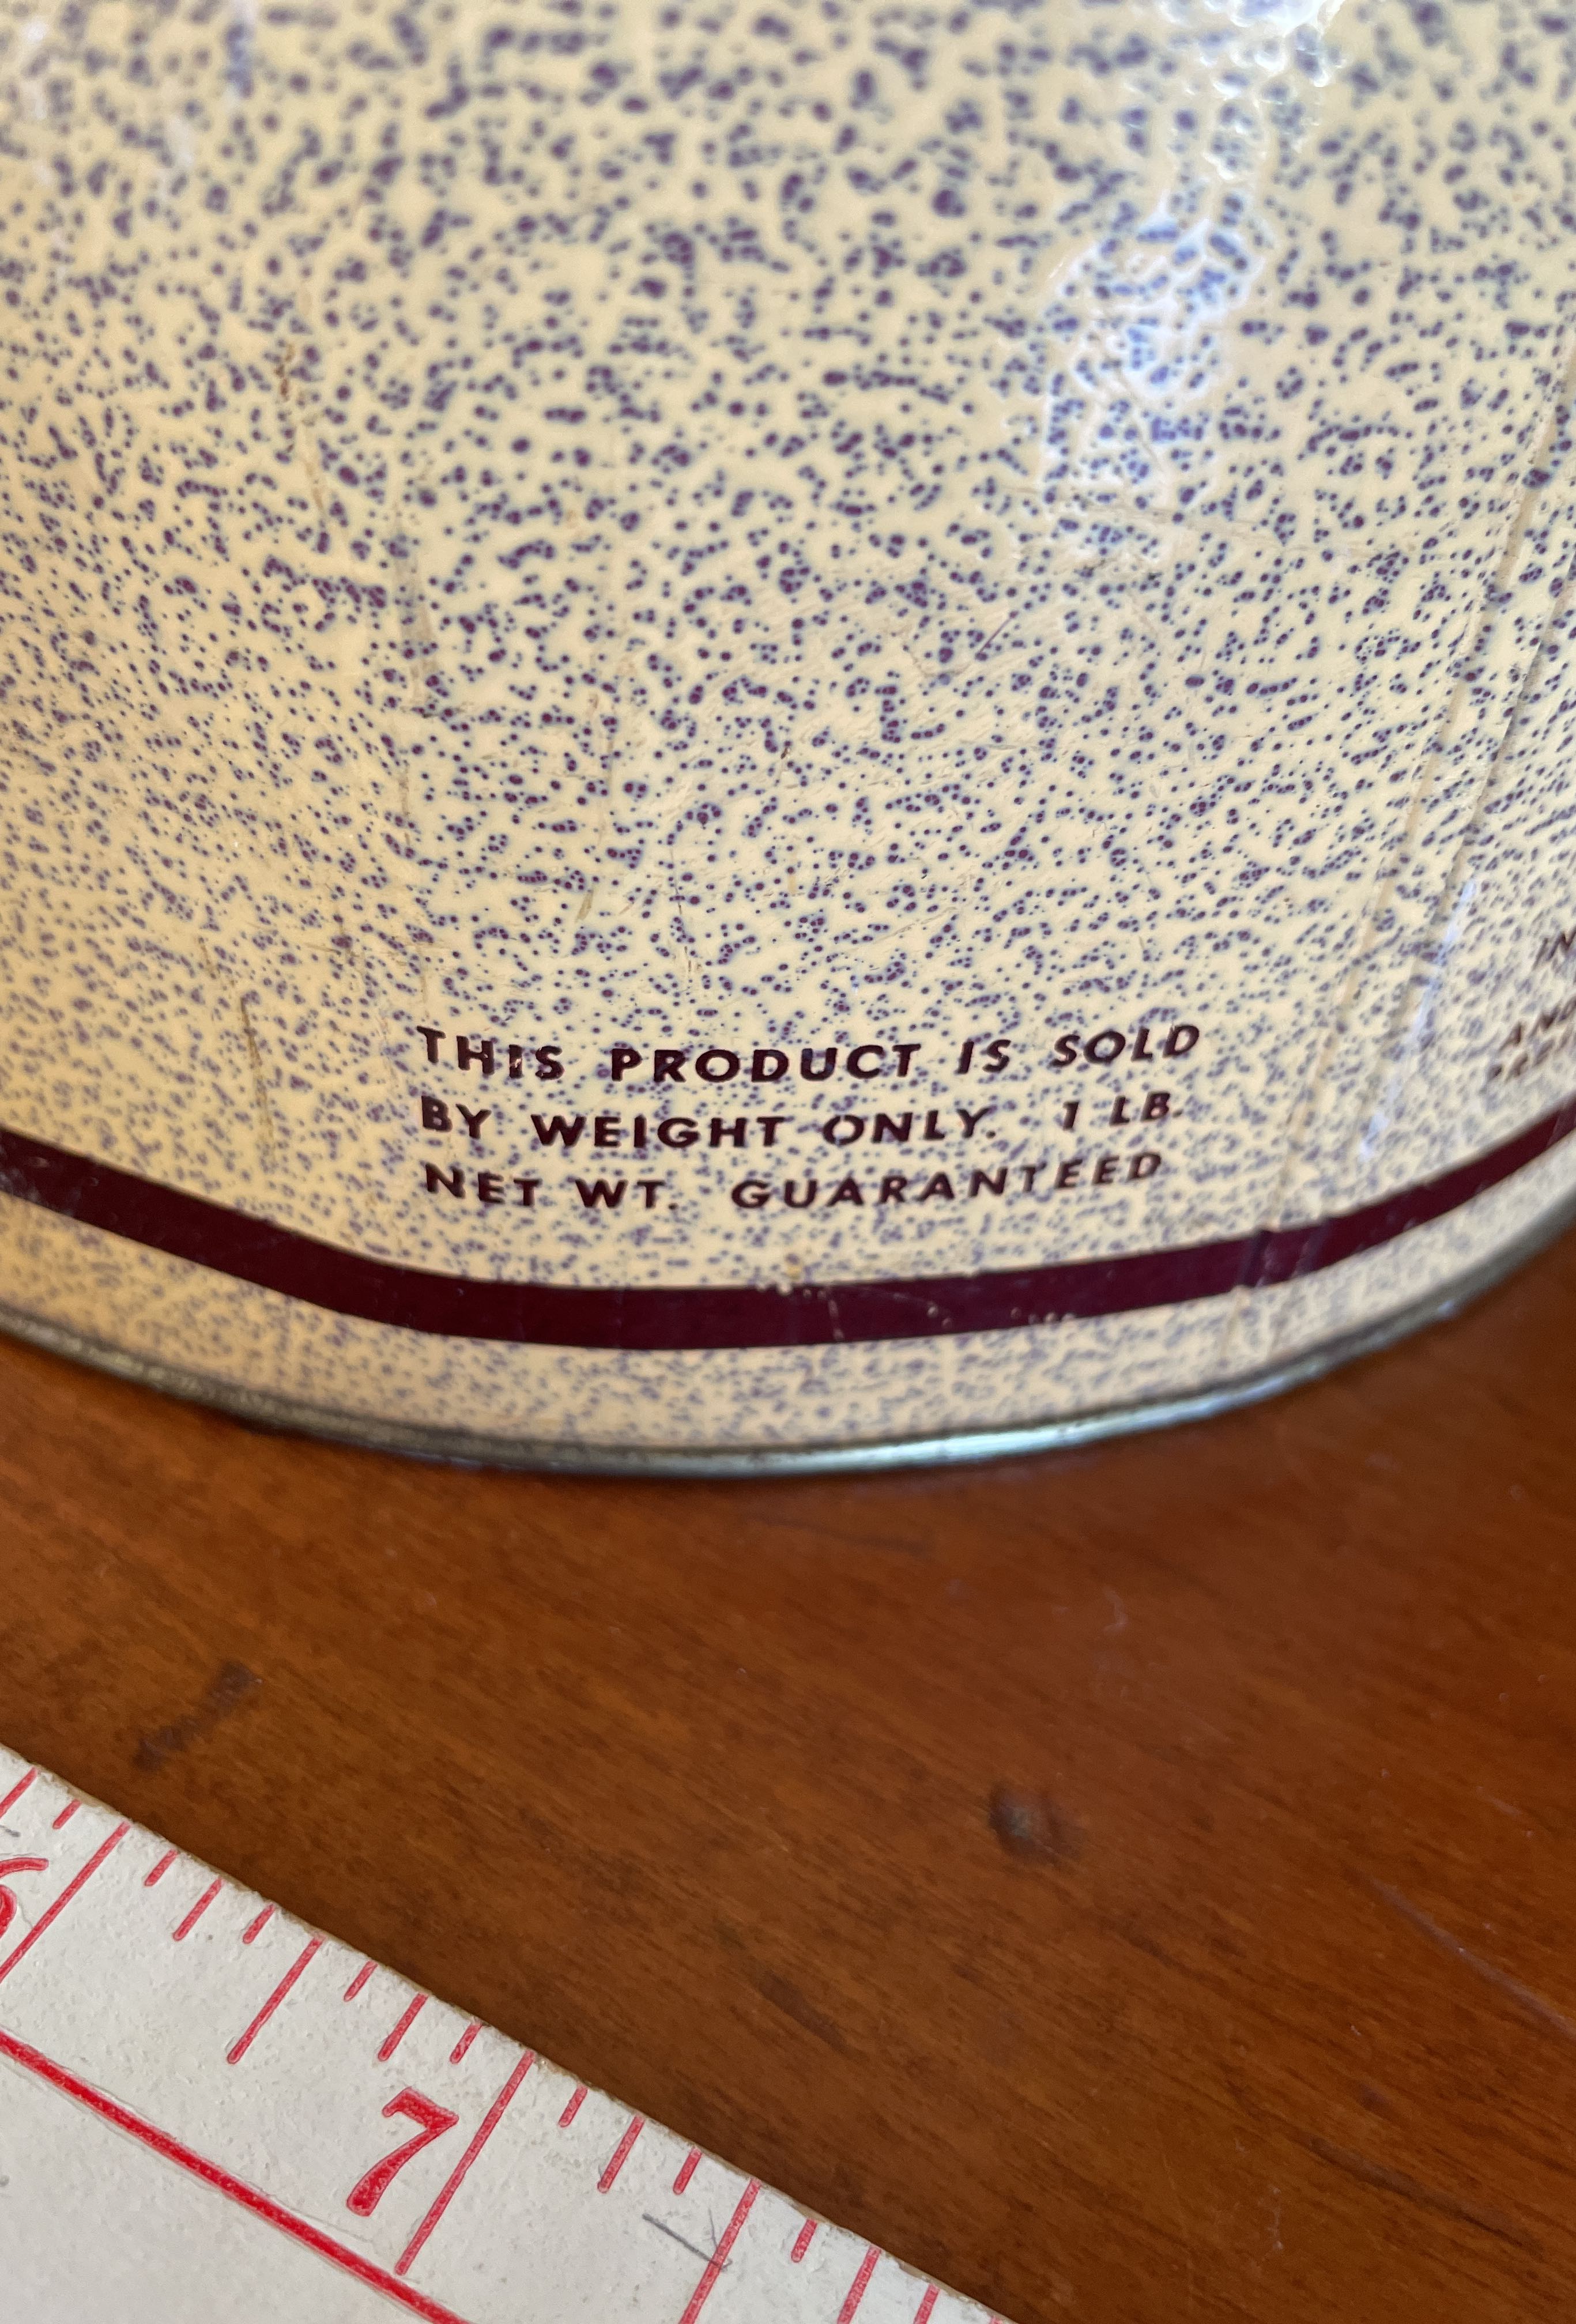 THIS PRODUCT IS SOLD
BY WEIGHT ONLY. 1 LB.
NET WT. GUARANTEED
6
7